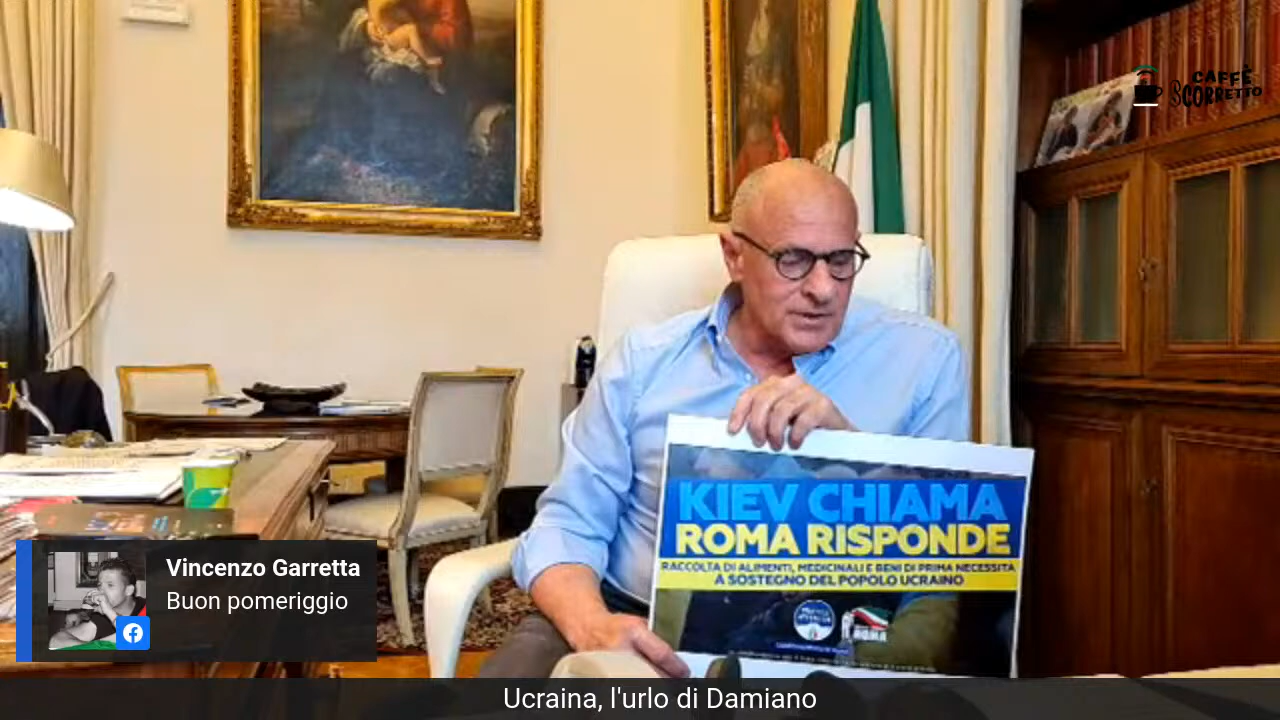 CAFFÈ
SCORRETTO
KIEV CHIAMA
ROMA RISPONDE
RACCOLTA DI ALIMENTI, MEDICINALI E BENI DI PRIMA NECESSITÀ
A SOSTEGNO DEL POPOLO UCRAINO
ROMA
Vincenzo Garretta
Buon pomeriggio
Ucraina, l'urlo di Damiano